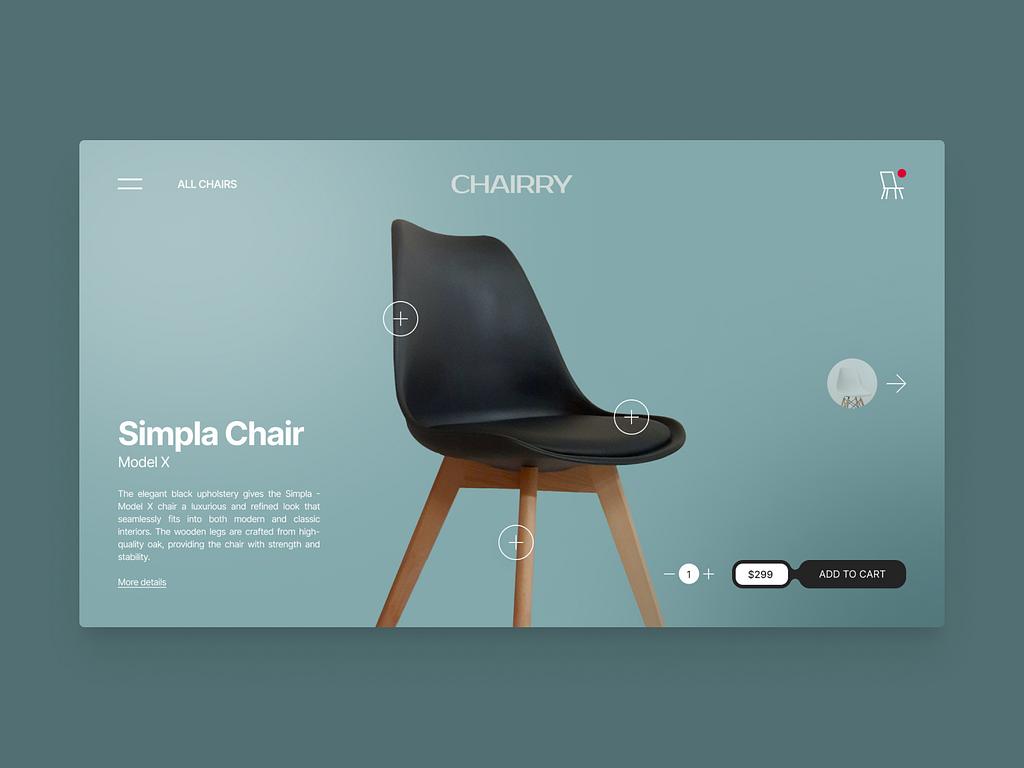 ALL CHAIRS
CHAIRRY
Simpla Chair
Model X
The elegant black upholstery gives the Simpla -
Model X chair a luxurious and refined look that
seamlessly fits into both modern and classic
interiors. The wooden legs are crafted from high-
quality oak, providing the chair with strength and
stability.
More details
1
$299
ADD TO CART